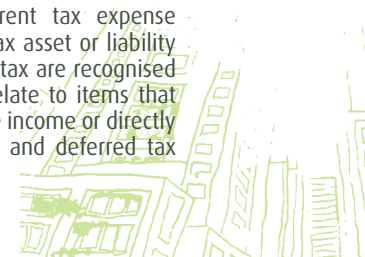 rent tax expense
ax asset or liability
tax are recognised
elate to items that
income or directly
and deferred tax